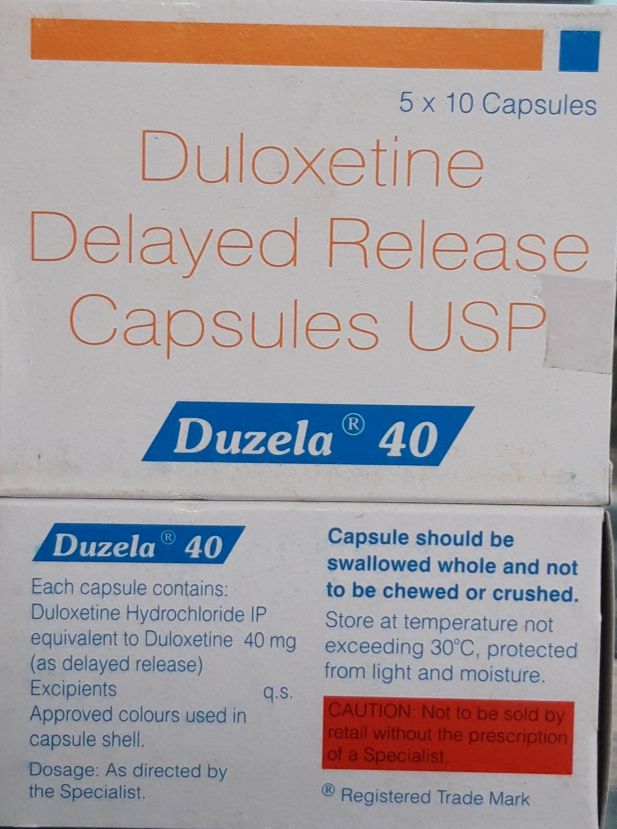 5 x 10 Capsules
Duloxetine
Delayed Release
Capsules USP
Duzela® 40
Duzela® 40
Each capsule contains:
Duloxetine Hydrochloride IP
equivalent to Duloxetine 40 mg
(as delayed release)
Excipients q.s.
Approved colours used in
capsule shell.
Dosage: As directed by
the Specialist.
Capsule should be
swallowed whole and not
to be chewed or crushed.
Store at temperature not
exceeding 30°C, protected
from light and moisture.
CAUTION: Not to be sold by
retail without the prescription
of a Specialist.
® Registered Trade Mark